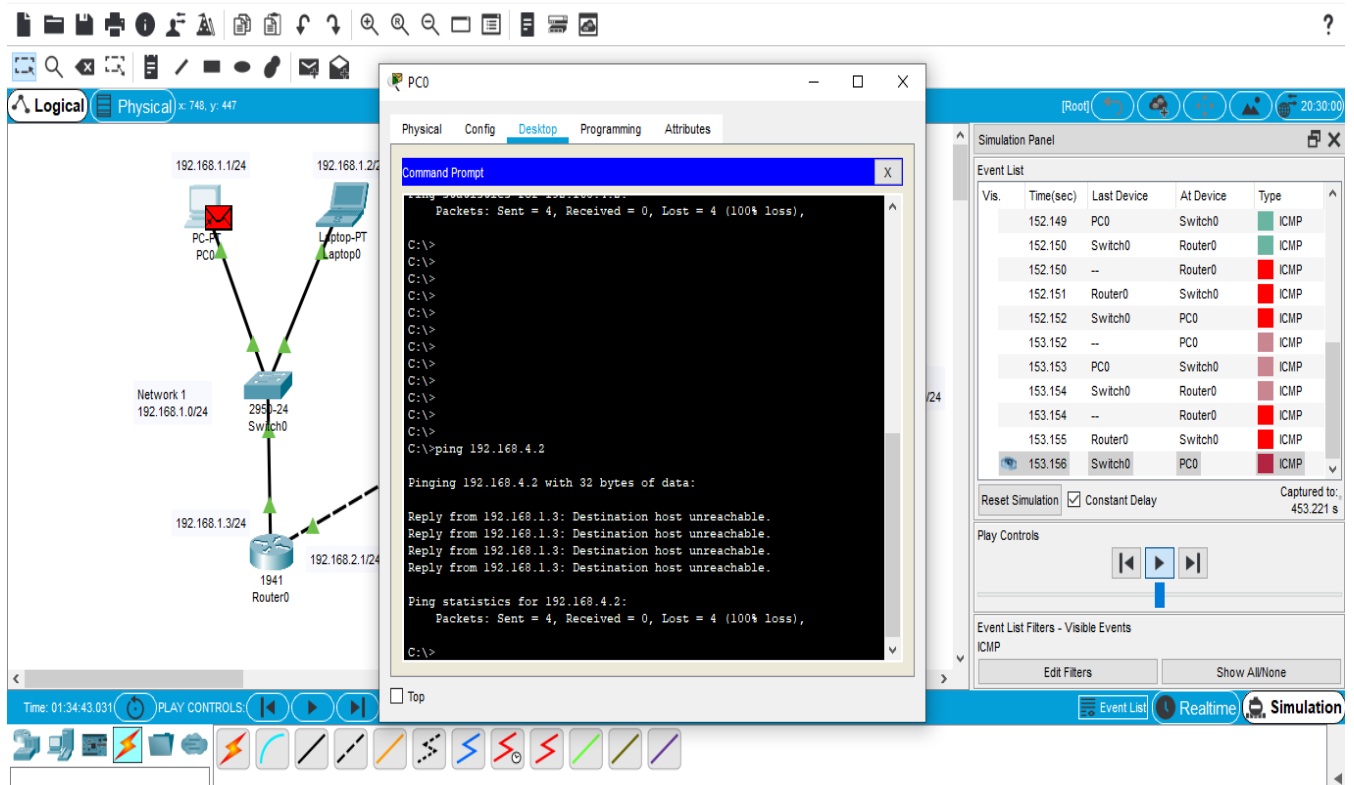 ?
Logical
Physical
x: 748, y: 447
[Root]
20:30:00
192.168.1.1/24
192.168.1.2/2
PC-PT
PC0
Laptop-PT
Laptop0
Network 1
192.168.1.0/24
2950-24
Switch0
192.168.1.3/24
192.168.2.1/24
1941
Router0
/24
PC0
Physical
Config
Desktop
Programming
Attributes
Command Prompt
X
Packets: Sent = 4, Received = 0, Lost = 4 (100% loss),
C:\>
C:\>
C:\>
C:\>
C:\>
C:\>
C:\>
C:\>
C:\>
C:\>
C:\>
C:\>
C:\>ping 192.168.4.2
Pinging 192.168.4.2 with 32 bytes of data:
Reply from 192.168.1.3: Destination host unreachable.
Reply from 192.168.1.3: Destination host unreachable.
Reply from 192.168.1.3: Destination host unreachable.
Reply from 192.168.1.3: Destination host unreachable.
Ping statistics for 192.168.4.2:
Packets: Sent = 4, Received = 0, Lost = 4 (100% loss),
C:\>
Top
Simulation Panel
Event List
Vis. Time(sec) Last Device At Device Type
152.149 PC0 Switch0 ICMP
152.150 Switch0 Router0 ICMP
152.150 -- Router0 ICMP
152.151 Router0 Switch0 ICMP
152.152 Switch0 PC0 ICMP
153.152 -- PC0 ICMP
153.153 PC0 Switch0 ICMP
153.154 Switch0 Router0 ICMP
153.154 -- Router0 ICMP
153.155 Router0 Switch0 ICMP
153.156 Switch0 PC0 ICMP
Reset Simulation
Constant Delay
Captured to:
453.221 s
Play Controls
Event List Filters - Visible Events
ICMP
Edit Filters
Show All/None
Time: 01:34:43.031
PLAY CONTROLS:
Event List
Realtime
Simulation